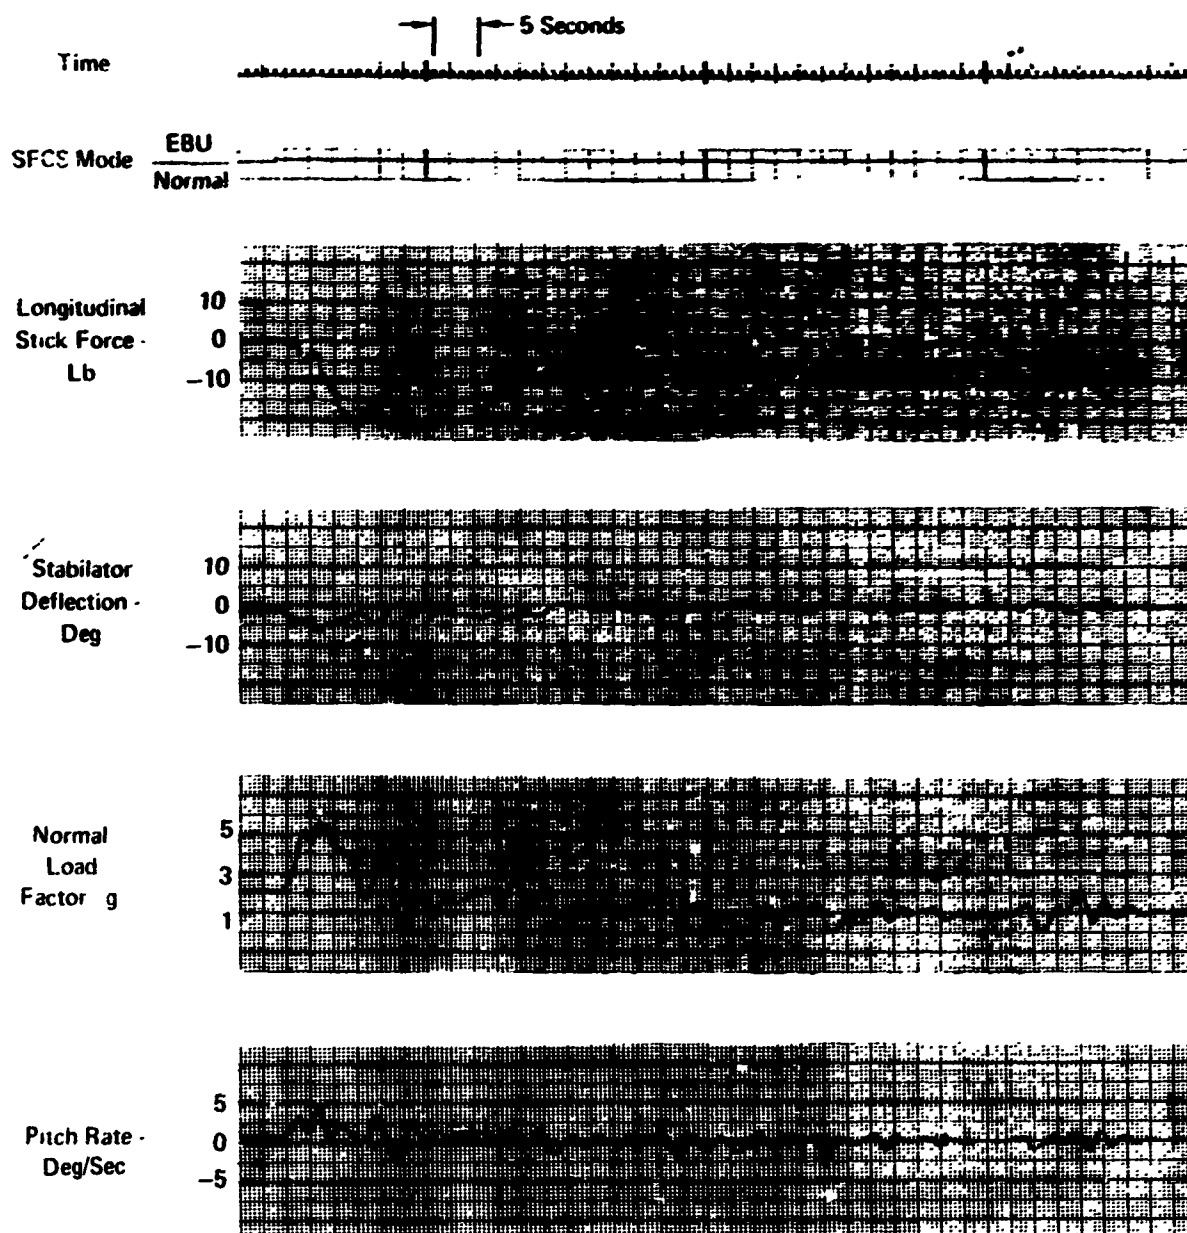 5 Seconds
Time
SFCS Mode
EBU
Normal
Longitudinal
Stick Force -
Lb
10
0
−10
Stabilator
Deflection -
Deg
10
0
−10
Normal
Load
Factor g
5
3
1
Pitch Rate -
Deg/Sec
5
0
−5